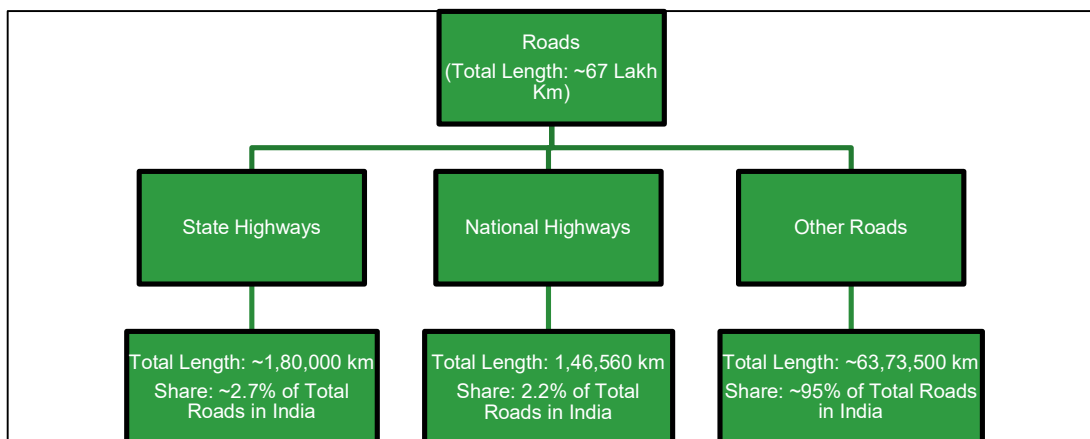 Roads
(Total Length: ~67 Lakh
Km)
State Highways
National Highways
Other Roads
Total Length: ~1,80,000 km
Share: ~2.7% of Total
Roads in India
Total Length: 1,46,560 km
Share: 2.2% of Total
Roads in India
Total Length: ~63,73,500 km
Share: ~95% of Total Roads
in India